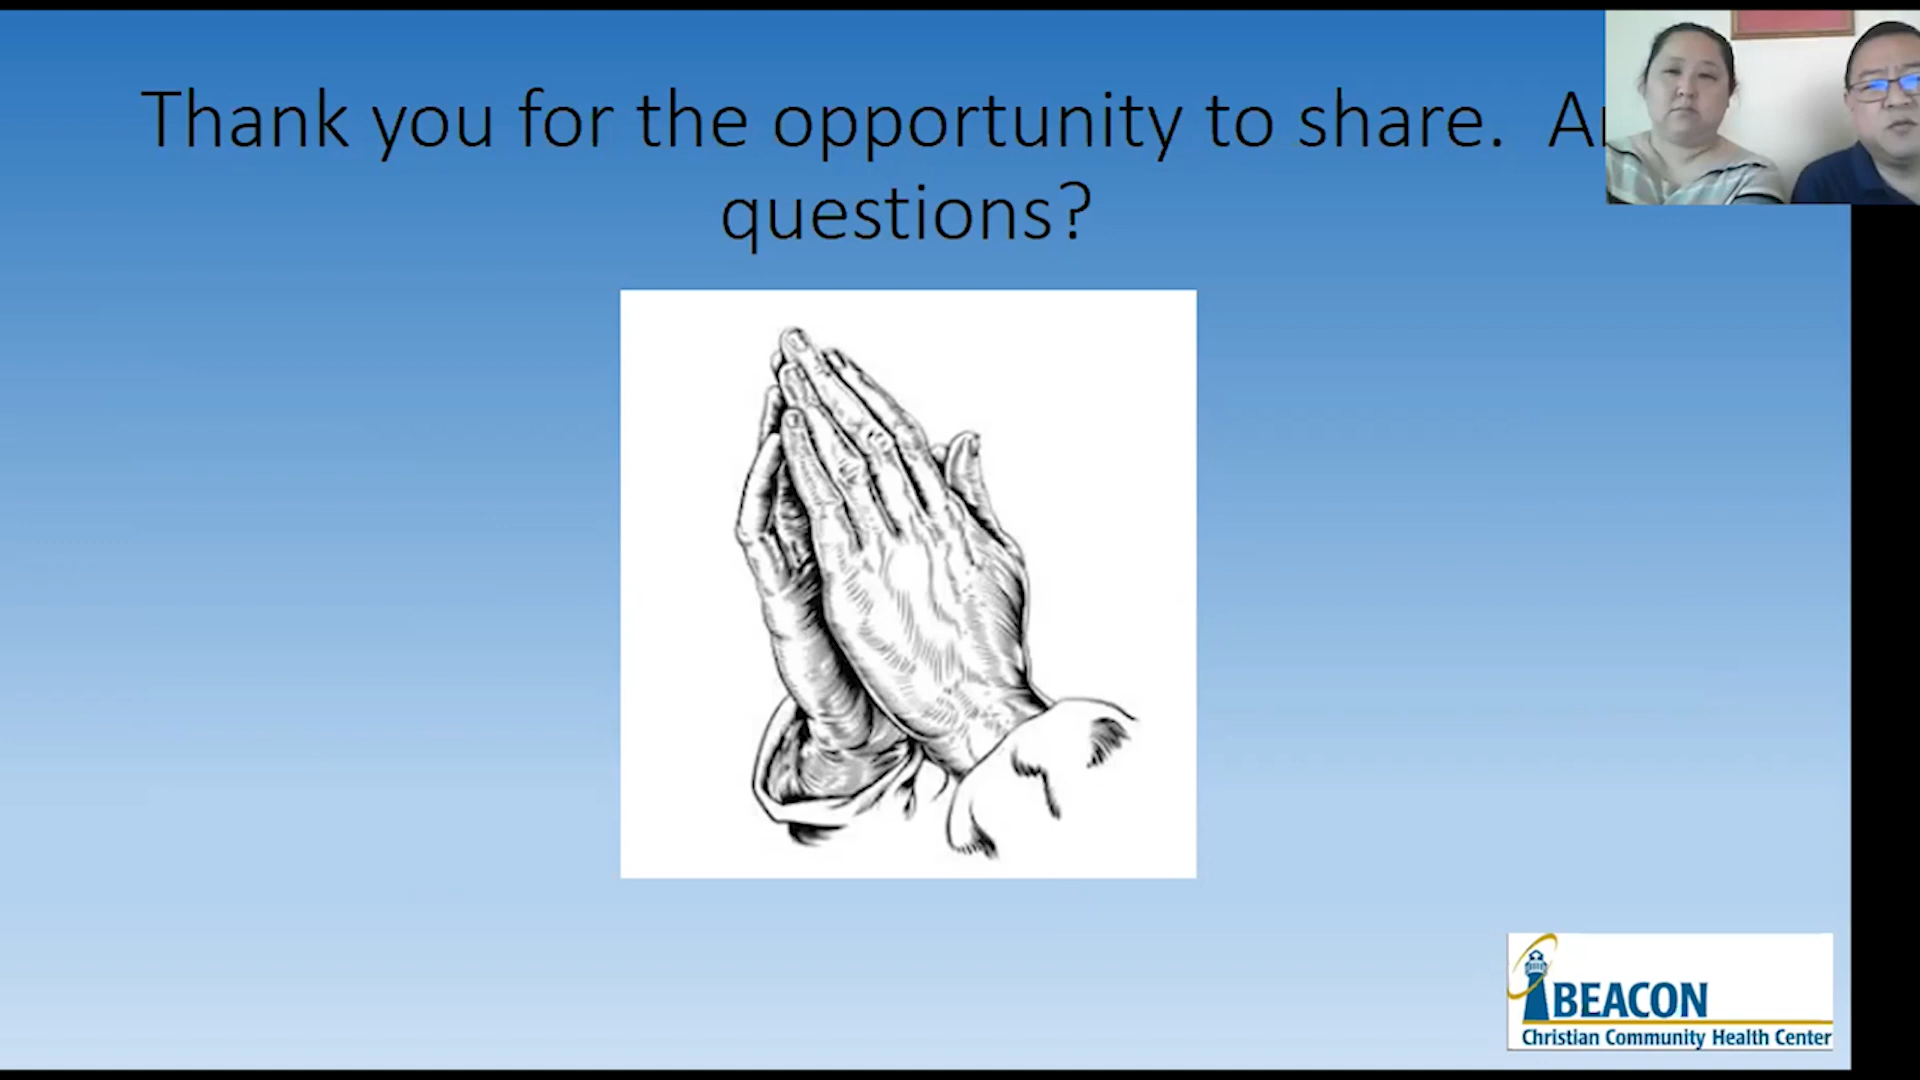 Thank you for the opportunity to share.
questions?
BEACON
Christian Community Health Center